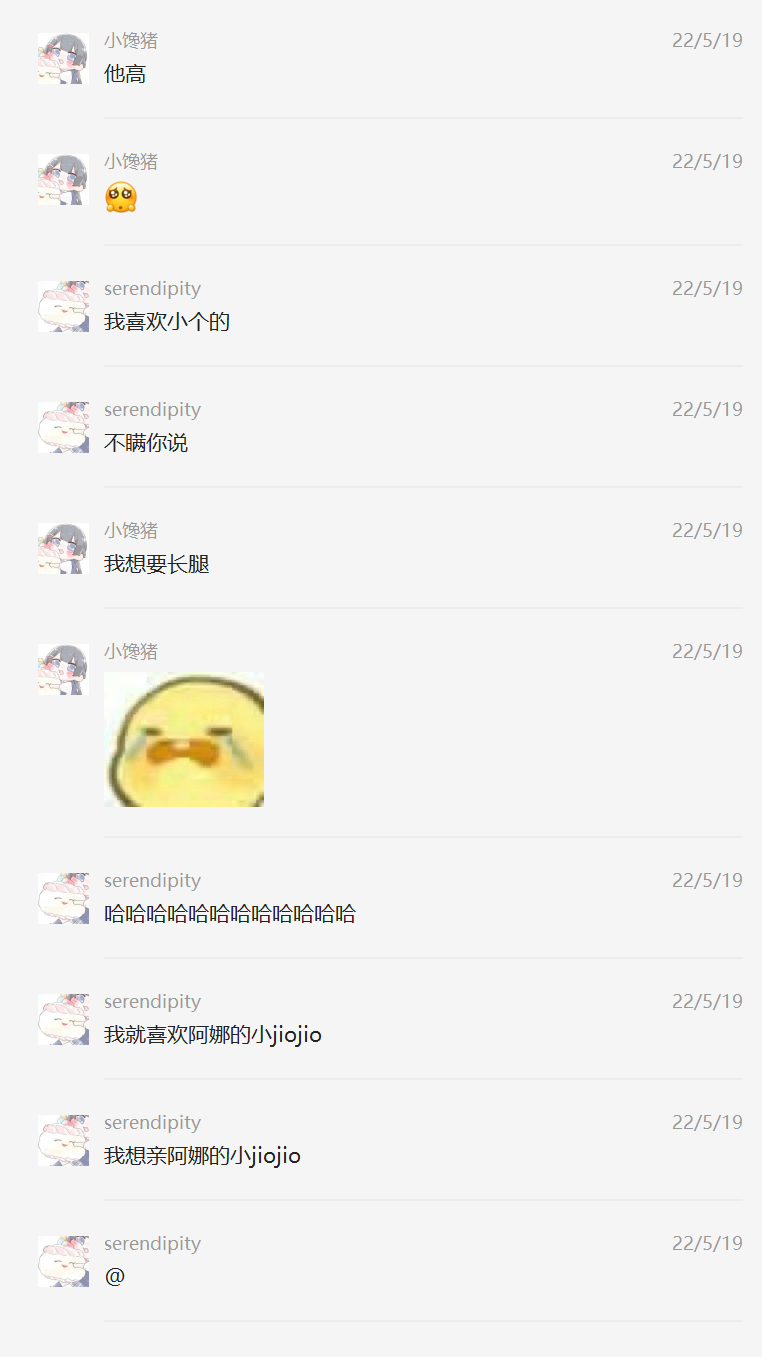 小馋猪 22/5/19
他高
小馋猪 22/5/19
🥺
serendipity 22/5/19
我喜欢小个的
serendipity 22/5/19
不瞒你说
小馋猪 22/5/19
我想要长腿
小馋猪 22/5/19
serendipity 22/5/19
哈哈哈哈哈哈哈哈哈哈哈哈
serendipity 22/5/19
我就喜欢阿娜的小jiojio
serendipity 22/5/19
我想亲阿娜的小jiojio
serendipity 22/5/19
@